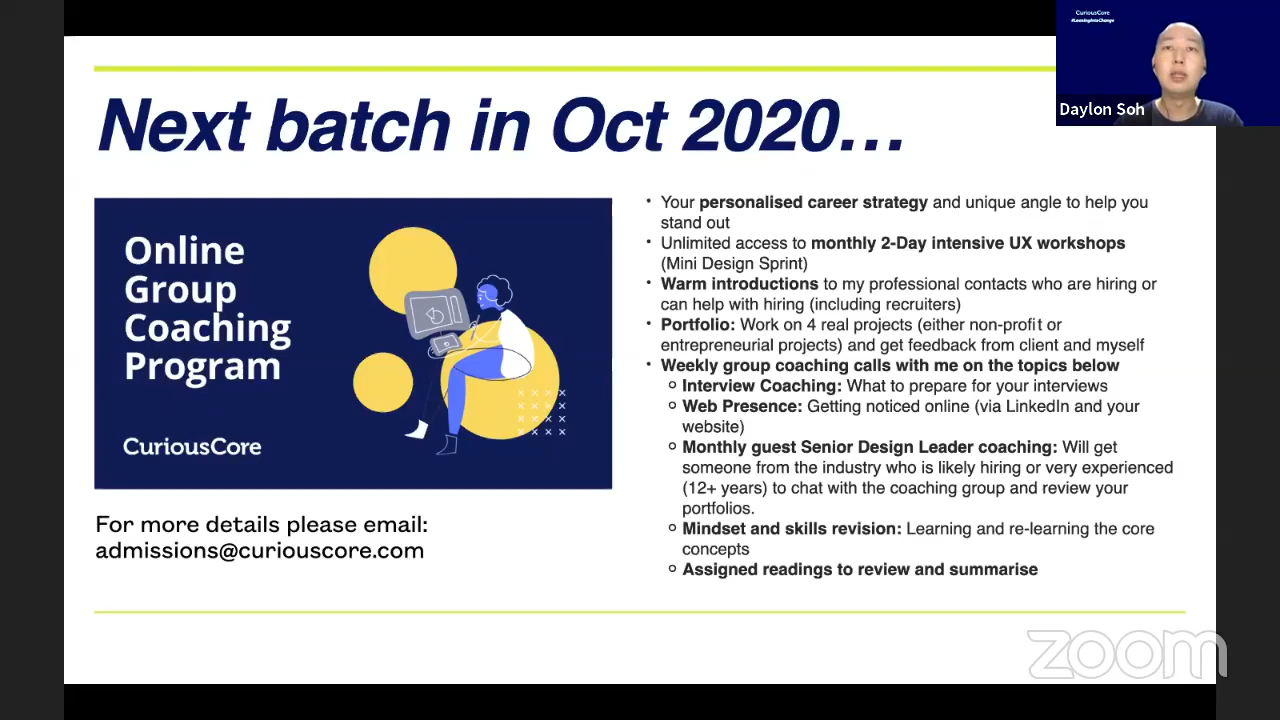 CuriousCore
#LeaningIntoChange
Daylon Soh
Next batch in Oct 2020...
Online
Group
Coaching
Program
CuriousCore
For more details please email:
admissions@curiouscore.com
• Your personalised career strategy and unique angle to help you
stand out
• Unlimited access to monthly 2-Day intensive UX workshops
(Mini Design Sprint)
• Warm introductions to my professional contacts who are hiring or
can help with hiring (including recruiters)
• Portfolio: Work on 4 real projects (either non-profit or
entrepreneurial projects) and get feedback from client and myself
• Weekly group coaching calls with me on the topics below
○ Interview Coaching: What to prepare for your interviews
○ Web Presence: Getting noticed online (via LinkedIn and your
website)
○ Monthly guest Senior Design Leader coaching: Will get
someone from the industry who is likely hiring or very experienced
(12+ years) to chat with the coaching group and review your
portfolios.
○ Mindset and skills revision: Learning and re-learning the core
concepts
○ Assigned readings to review and summarise
zoom